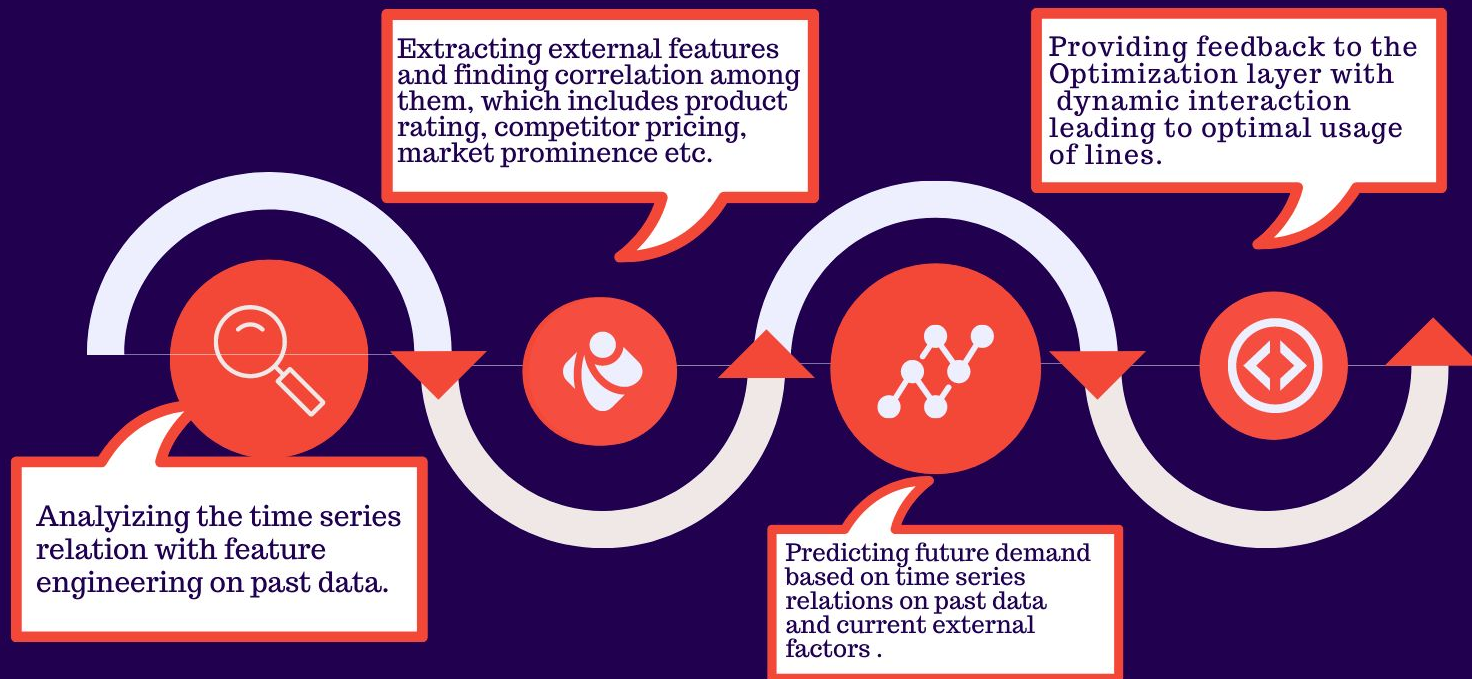 Analyizing the time series
relation with feature
engineering on past data.
Extracting external features
and finding correlation among
them, which includes product
rating, competitor pricing,
market prominence etc.
Predicting future demand
based on time series
relations on past data
and current external
factors .
Providing feedback to the
Optimization layer with
dynamic interaction
leading to optimal usage
of lines.